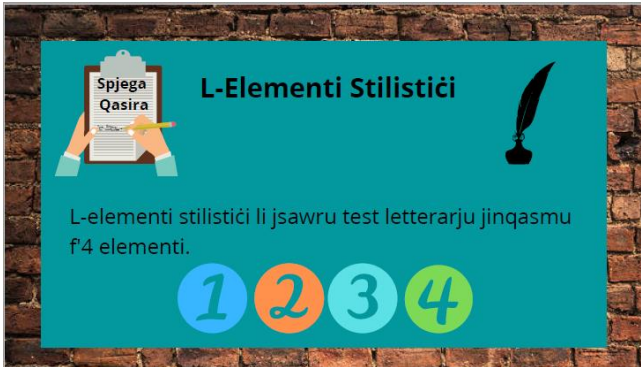 Spjega
Qasira
L-Elementi Stilistiċi
L-elementi stilistiċi li jsawru test letterarju jinqasmu
f'4 elementi.
1 2 3 4